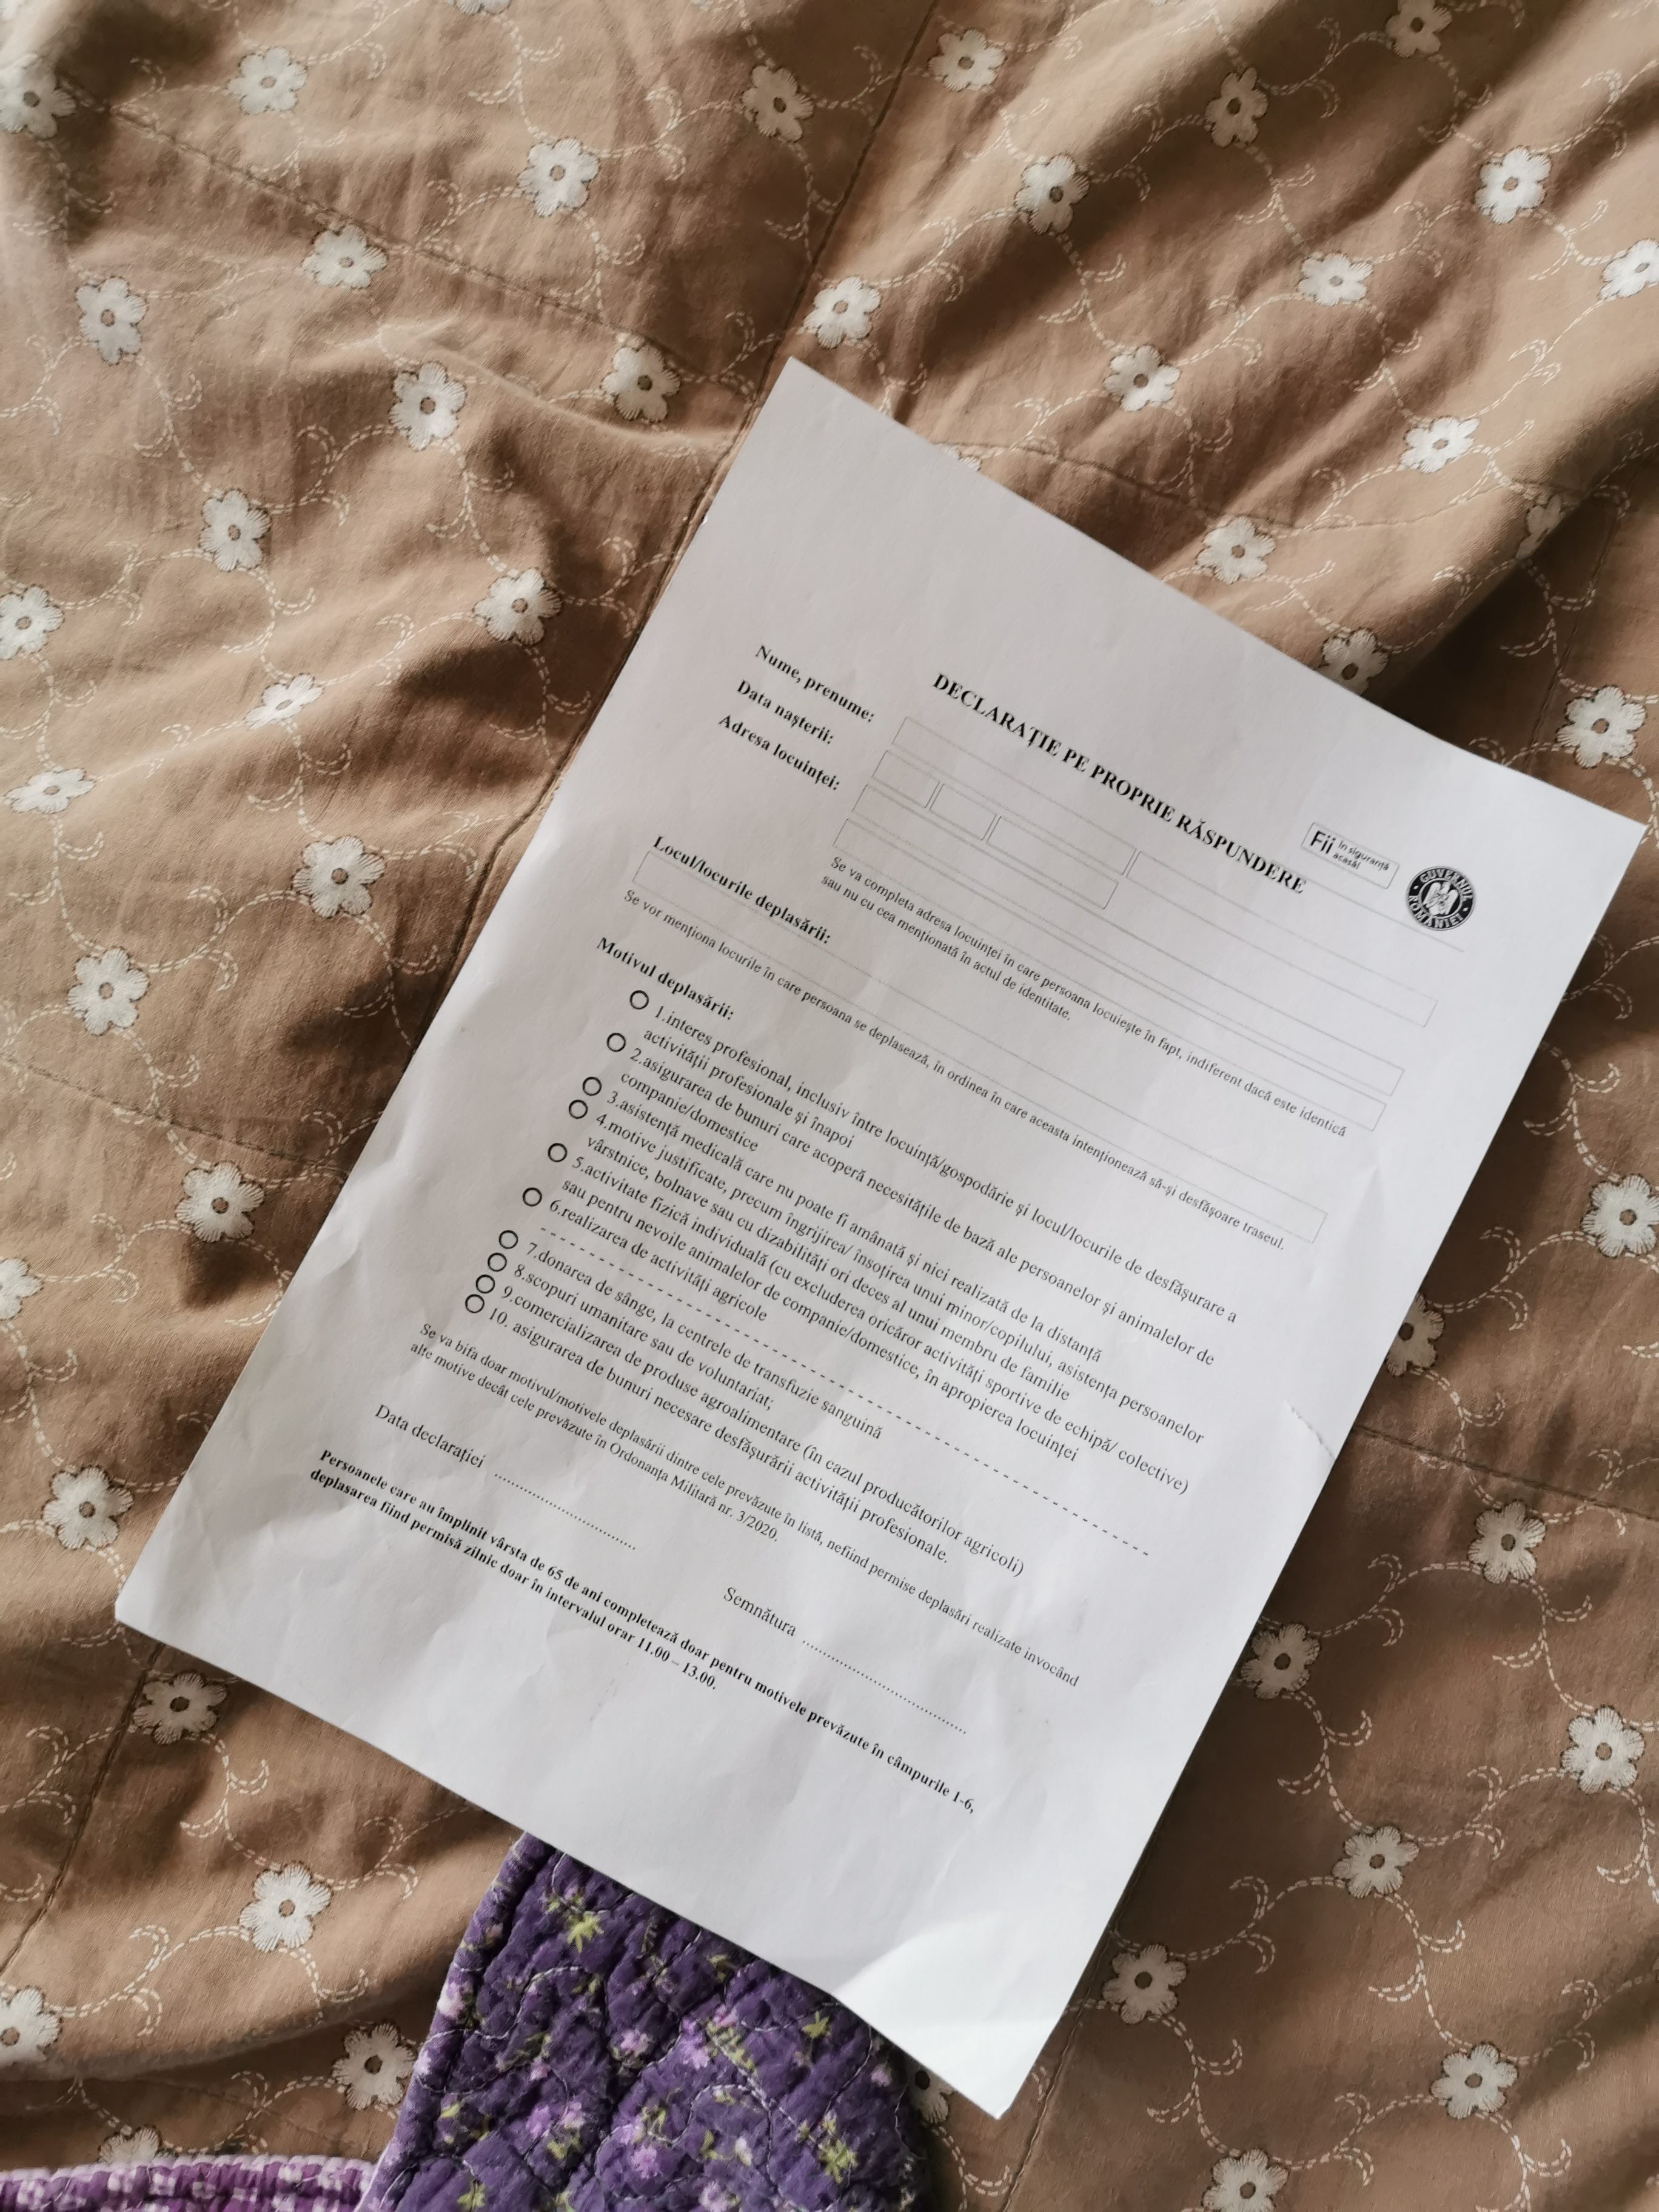 Fii în siguranță
acasă!
GUVERNUL ROMÂNIEI
DECLARAȚIE PE PROPRIE RĂSPUNDERE
Nume, prenume:
Data nașterii:
Adresa locuinței:
Se va completa adresa locuinței în care persoana locuiește în fapt, indiferent dacă este identică
sau nu cu cea menționată în actul de identitate.
Locul/locurile deplasării:
Se vor menționa locurile în care persoana se deplasează, în ordinea în care aceasta intenționează să-și desfășoare traseul.
Motivul deplasării:
1.interes profesional, inclusiv între locuință/gospodărie și locul/locurile de desfășurare a
activității profesionale și înapoi
2.asigurarea de bunuri care acoperă necesitățile de bază ale persoanelor și animalelor de
companie/domestice
3.asistență medicală care nu poate fi amânată și nici realizată de la distanță
4.motive justificate, precum îngrijirea/ însoțirea unui minor/copilului, asistența persoanelor
vârstnice, bolnave sau cu dizabilități ori deces al unui membru de familie
5.activitate fizică individuală (cu excluderea oricăror activități sportive de echipă/ colective)
sau pentru nevoile animalelor de companie/domestice, în apropierea locuinței
6.realizarea de activități agricole
7.donarea de sânge, la centrele de transfuzie sanguină
8.scopuri umanitare sau de voluntariat;
9.comercializarea de produse agroalimentare (în cazul producătorilor agricoli)
10. asigurarea de bunuri necesare desfășurării activității profesionale.
Se va bifa doar motivul/motivele deplasării dintre cele prevăzute în listă, nefiind permise deplasări realizate invocând
alte motive decât cele prevăzute în Ordonanța Militară nr. 3/2020.
Data declarației ............................... Semnătura ...................................
Persoanele care au împlinit vârsta de 65 de ani completează doar pentru motivele prevăzute în câmpurile 1-6,
deplasarea fiind permisă zilnic doar în intervalul orar 11.00 – 13.00.